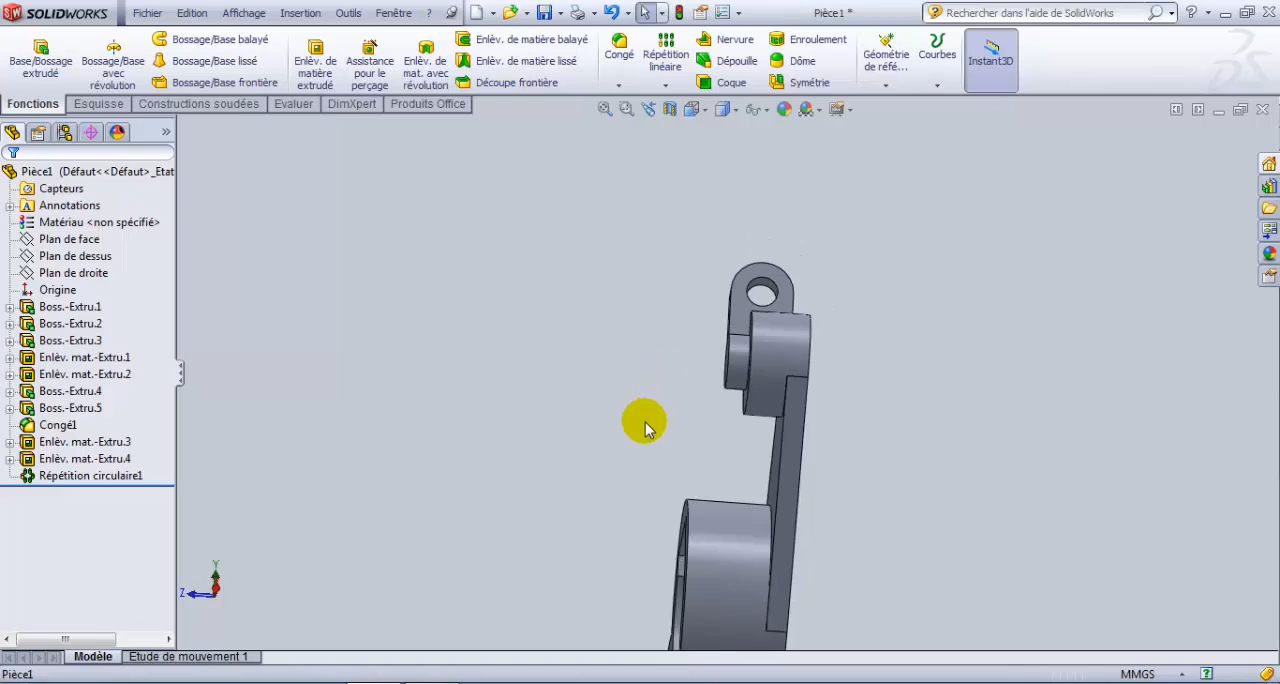 SOLIDWORKS Fichier Edition Affichage Insertion Outils Fenêtre ? Pièce1 * Rechercher dans l'aide de SolidWorks
Base/Bossage extrudé
Bossage/Base avec révolution
Bossage/Base balayé
Bossage/Base lissé
Bossage/Base frontière
Enlèv. de matière extrudé
Assistance pour le perçage
Enlèv. de mat. avec révolution
Enlèv. de matière balayé
Enlèv. de matière lissé
Découpe frontière
Congé
Répétition linéaire
Nervure
Dépouille
Coque
Enroulement
Dôme
Symétrie
Géométrie de réfé...
Courbes
Instant3D
Fonctions Esquisse Constructions soudées Evaluer DimXpert Produits Office
Pièce1 (Défaut<<Défaut>_Etat
Capteurs
Annotations
Matériau <non spécifié>
Plan de face
Plan de dessus
Plan de droite
Origine
Boss.-Extru.1
Boss.-Extru.2
Boss.-Extru.3
Enlèv. mat.-Extru.1
Enlèv. mat.-Extru.2
Boss.-Extru.4
Boss.-Extru.5
Congé1
Enlèv. mat.-Extru.3
Enlèv. mat.-Extru.4
Répétition circulaire1
Y
Z
Modèle Etude de mouvement 1
Pièce1 MMGS